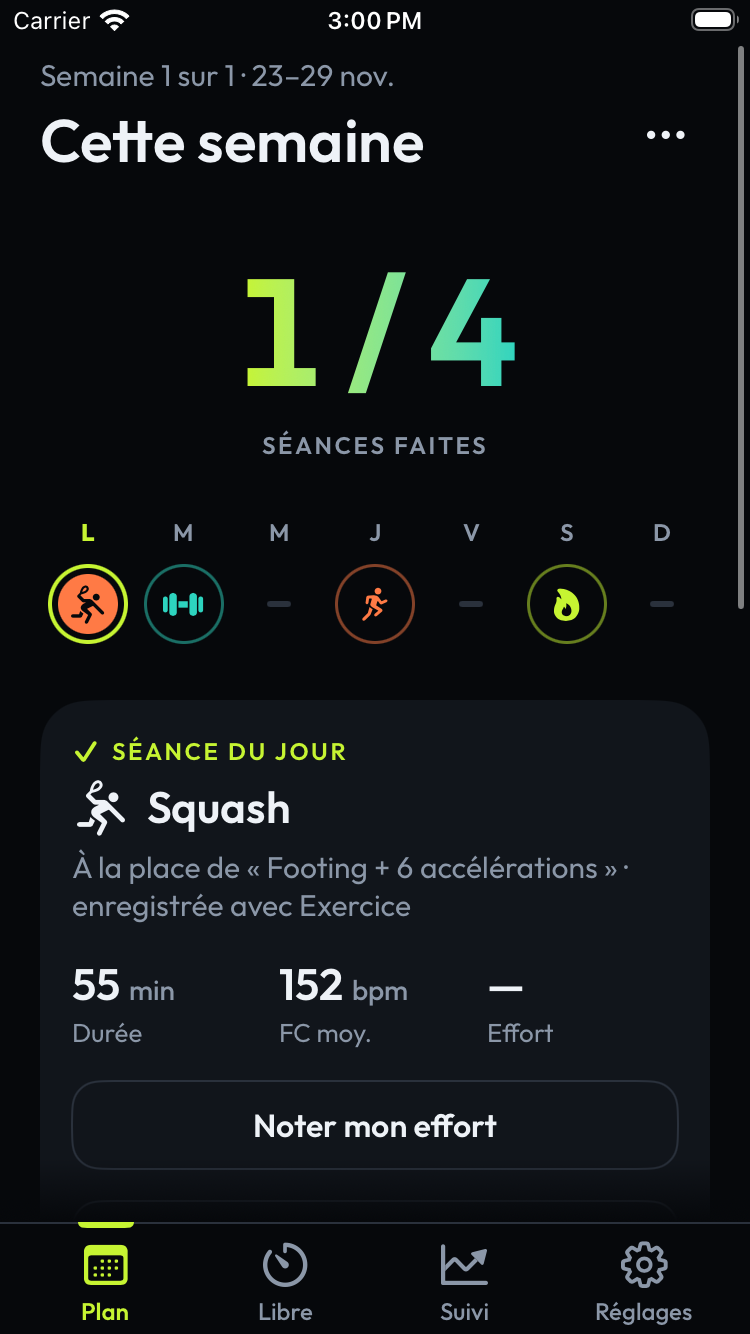 Carrier 3:00 PM
Semaine 1 sur 1 · 23–29 nov.
Cette semaine
1/4
SÉANCES FAITES
L M M J V S D
SÉANCE DU JOUR
Squash
À la place de « Footing + 6 accélérations » ·
enregistrée avec Exercice
55 min 152 bpm —
Durée FC moy. Effort
Noter mon effort
Plan Libre Suivi Réglages